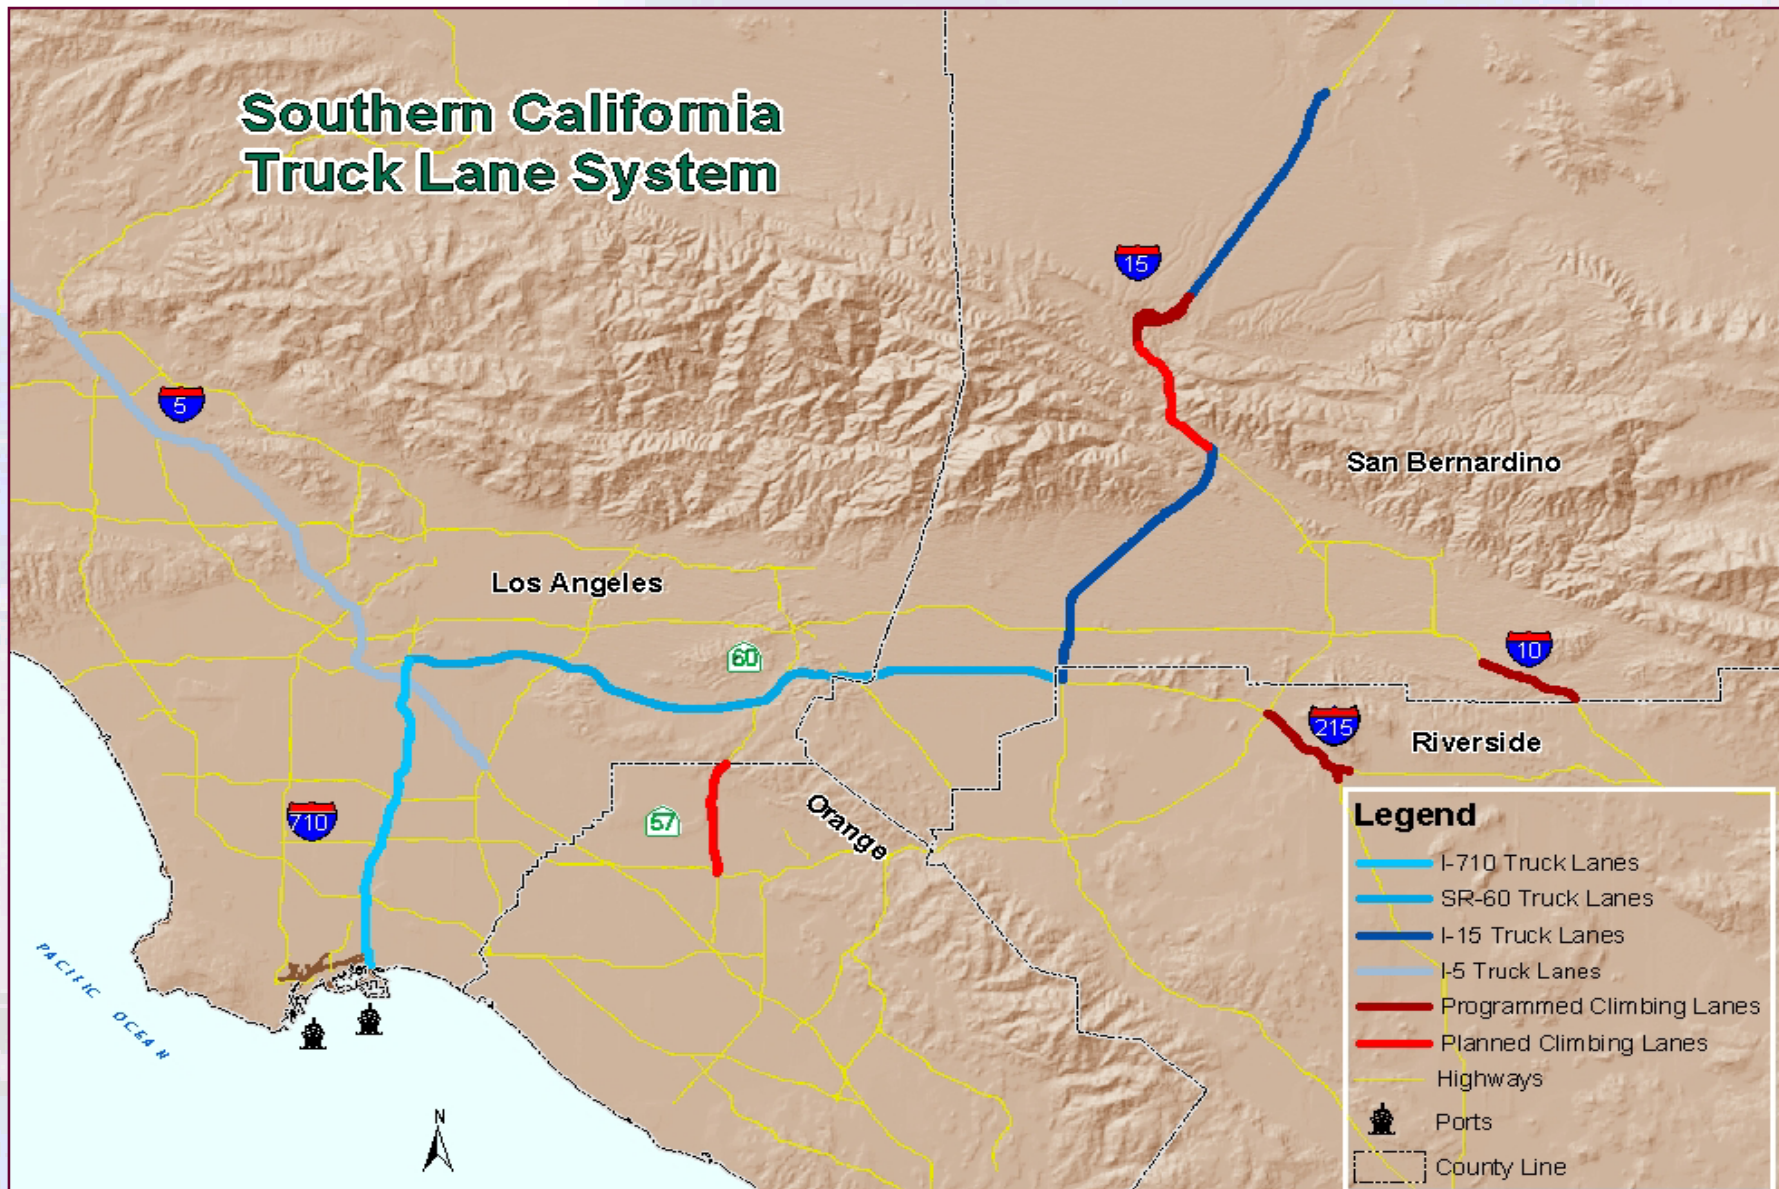 Southern California
Truck Lane System
15
5
San Bernardino
Los Angeles
60
10
215
Riverside
710
57
Orange
PACIFIC OCEAN
N
Legend
I-710 Truck Lanes
SR-60 Truck Lanes
I-15 Truck Lanes
I-5 Truck Lanes
Programmed Climbing Lanes
Planned Climbing Lanes
Highways
Ports
County Line